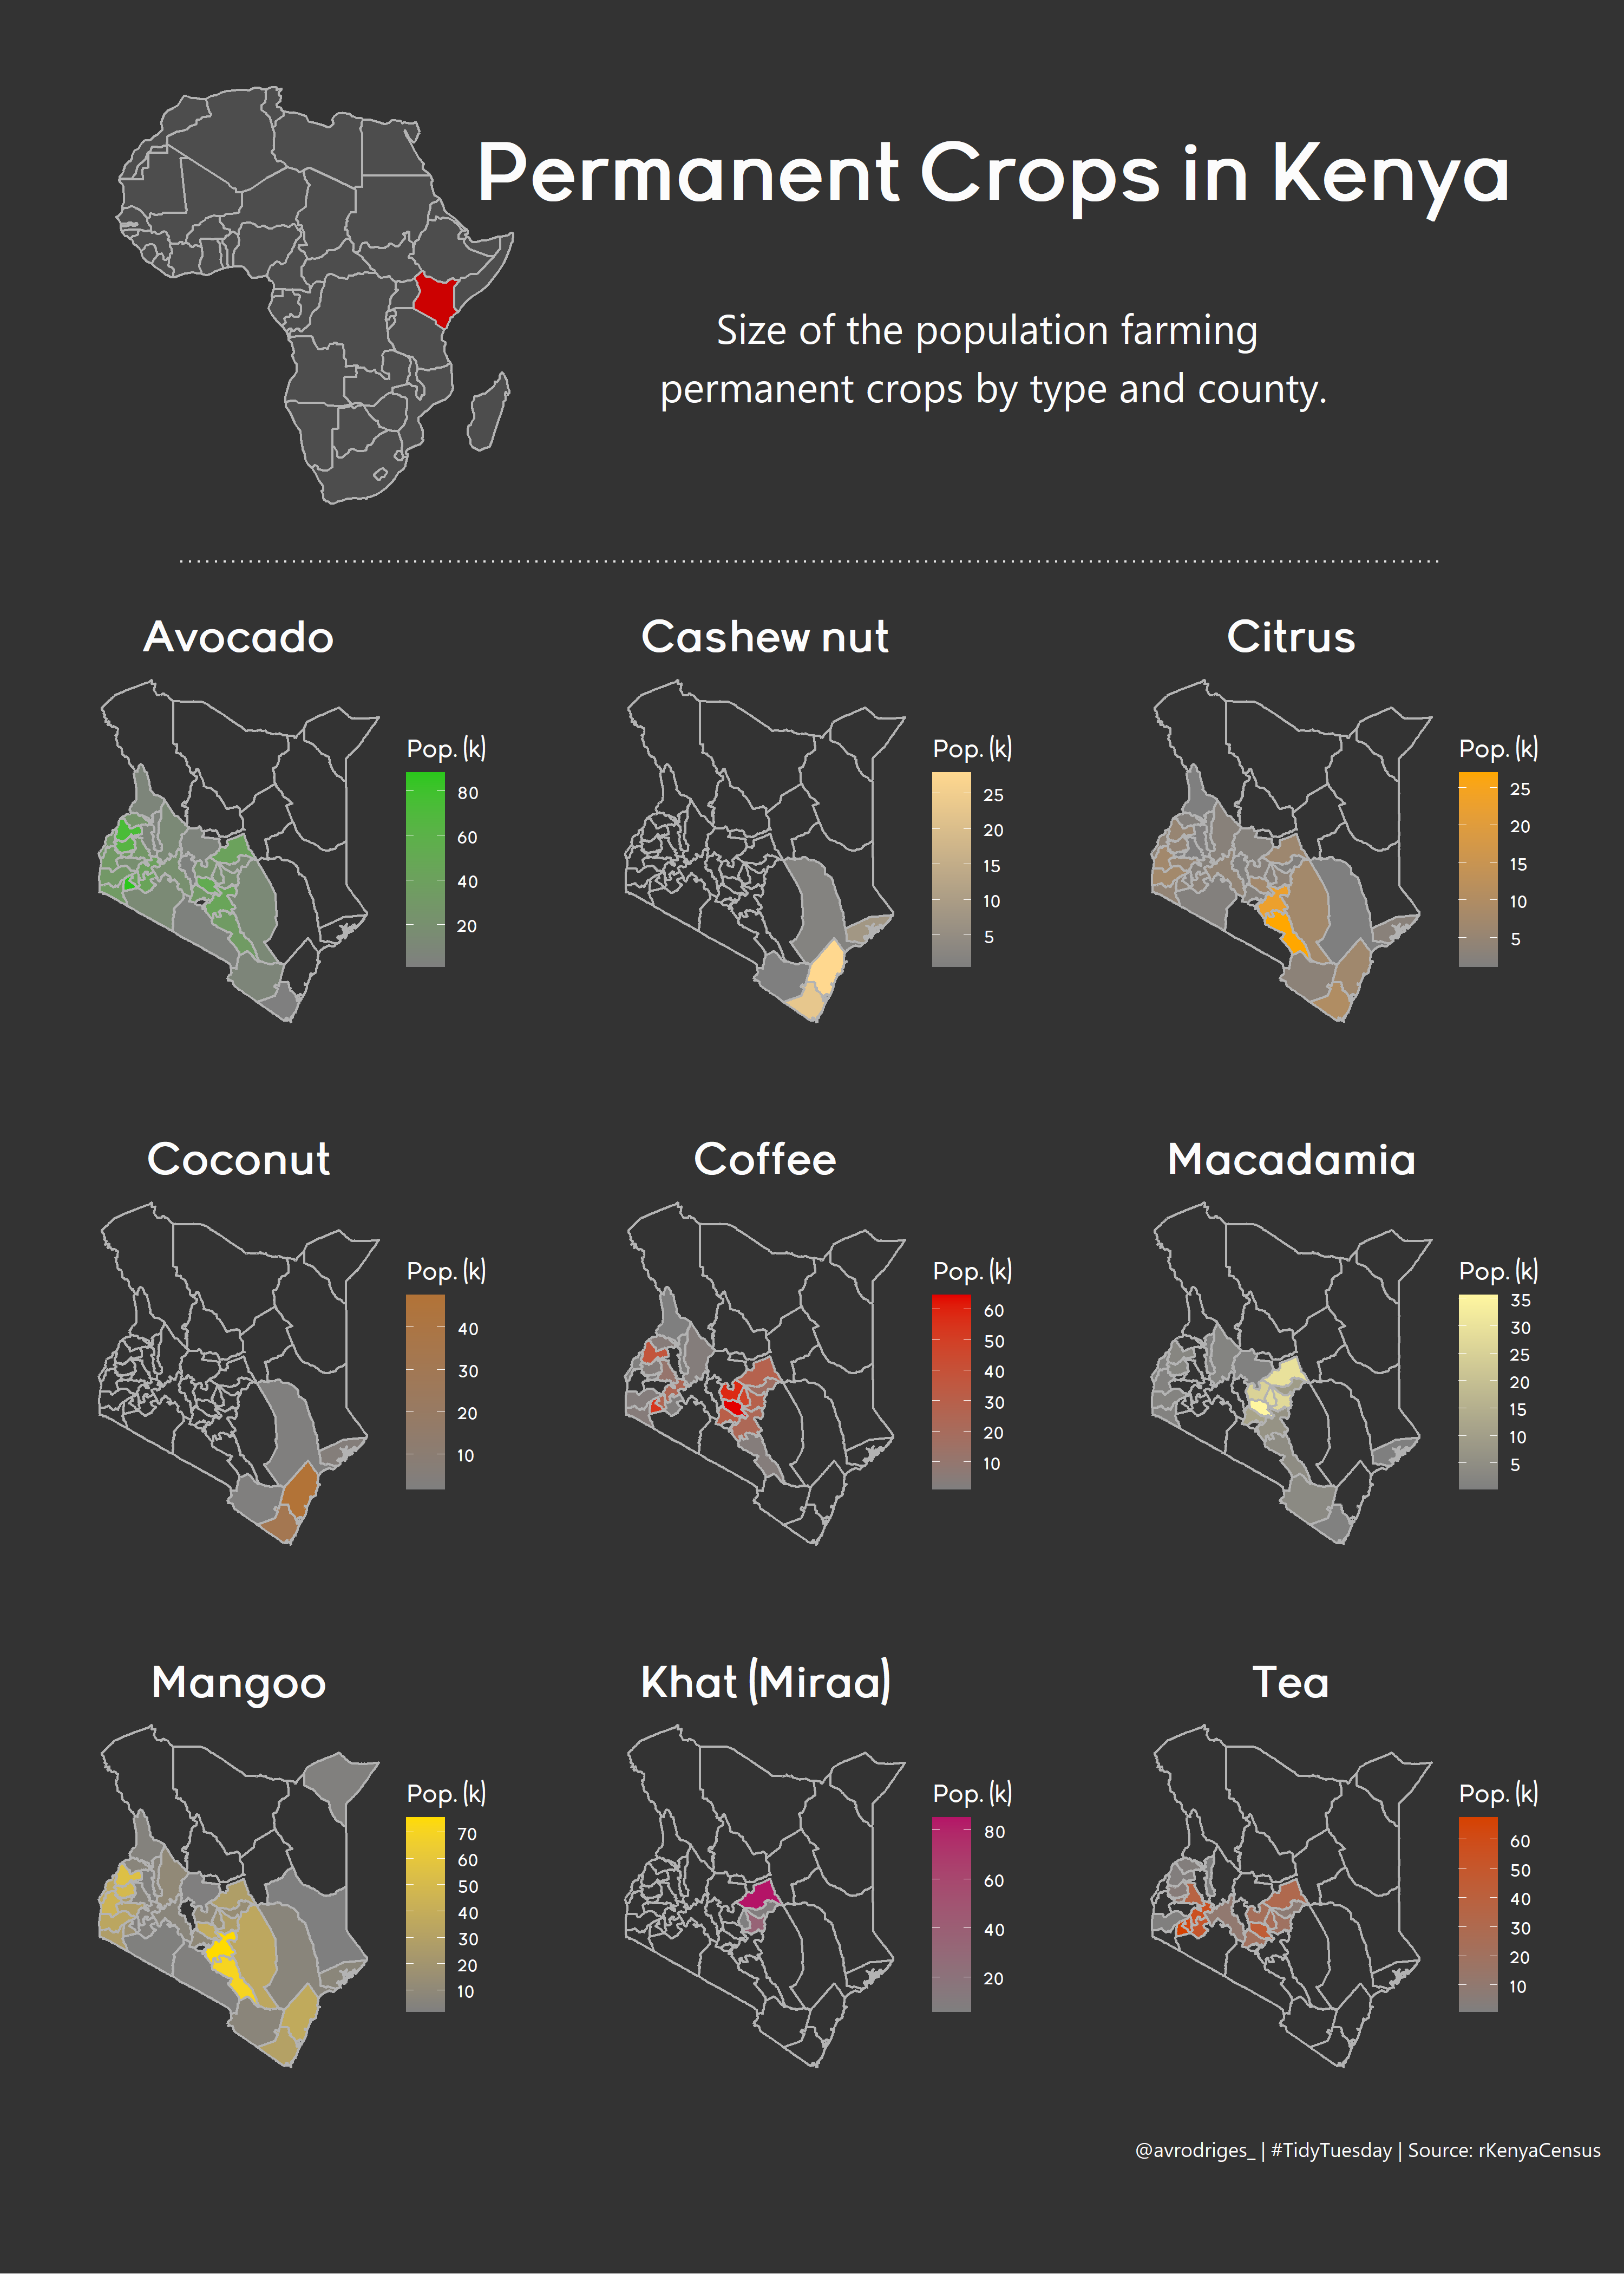 Permanent Crops in Kenya
Size of the population farming
permanent crops by type and county.
Avocado
Pop. (k)
80
60
40
20
Cashew nut
Pop. (k)
25
20
15
10
5
Citrus
Pop. (k)
25
20
15
10
5
Coconut
Pop. (k)
40
30
20
10
Coffee
Pop. (k)
60
50
40
30
20
10
Macadamia
Pop. (k)
35
30
25
20
15
10
5
Mangoo
Pop. (k)
70
60
50
40
30
20
10
Khat (Miraa)
Pop. (k)
80
60
40
20
Tea
Pop. (k)
60
50
40
30
20
10
@avrodriges_ | #TidyTuesday | Source: rKenyaCensus